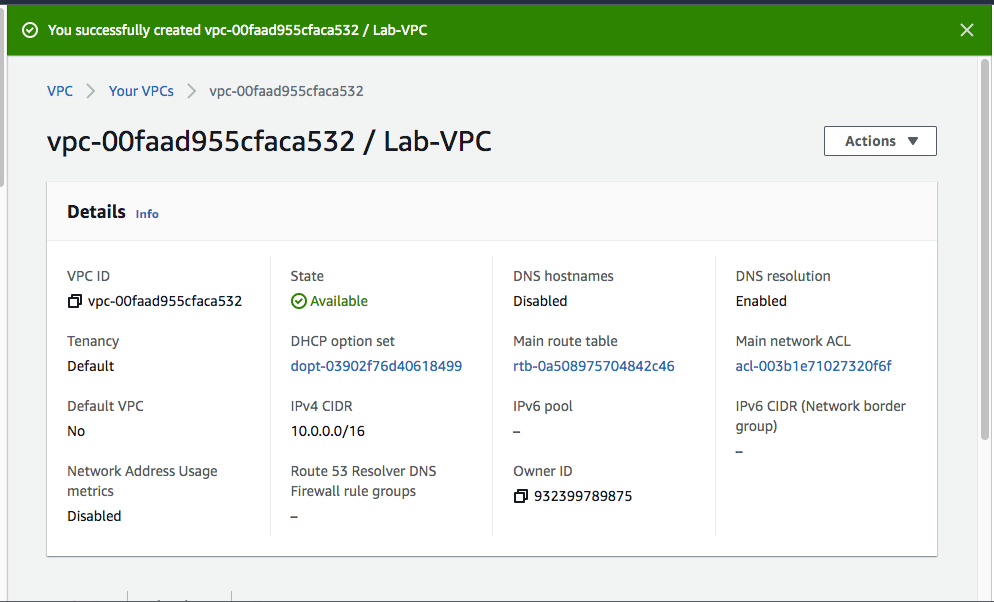 You successfully created vpc-00faad955cfaca532 / Lab-VPC
VPC > Your VPCs > vpc-00faad955cfaca532
vpc-00faad955cfaca532 / Lab-VPC
Actions
Details Info
VPC ID
vpc-00faad955cfaca532
State
Available
DNS hostnames
Disabled
DNS resolution
Enabled
Tenancy
Default
DHCP option set
dopt-03902f76d40618499
Main route table
rtb-0a508975704842c46
Main network ACL
acl-003b1e71027320f6f
Default VPC
No
IPv4 CIDR
10.0.0.0/16
IPv6 pool
–
IPv6 CIDR (Network border
group)
–
Network Address Usage
metrics
Disabled
Route 53 Resolver DNS
Firewall rule groups
–
Owner ID
932399789875